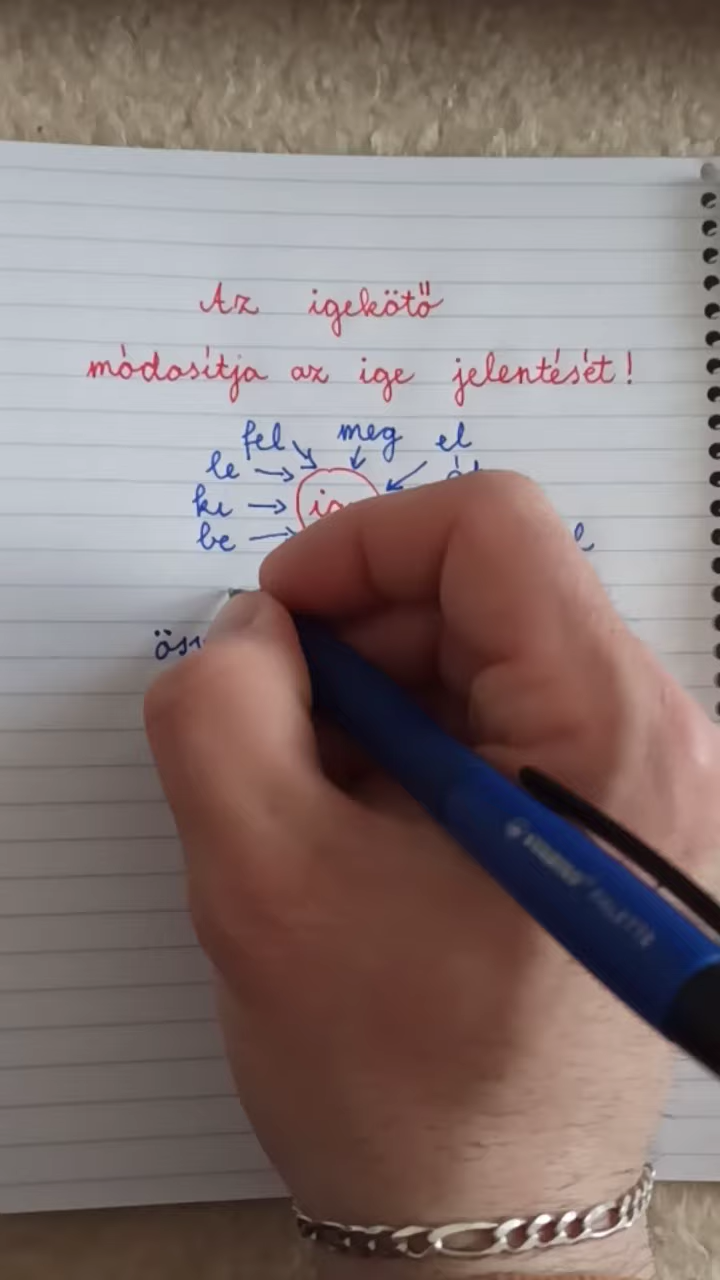 Az igekötő
módosítja az ige jelentését!
fel meg el
le
ki
be